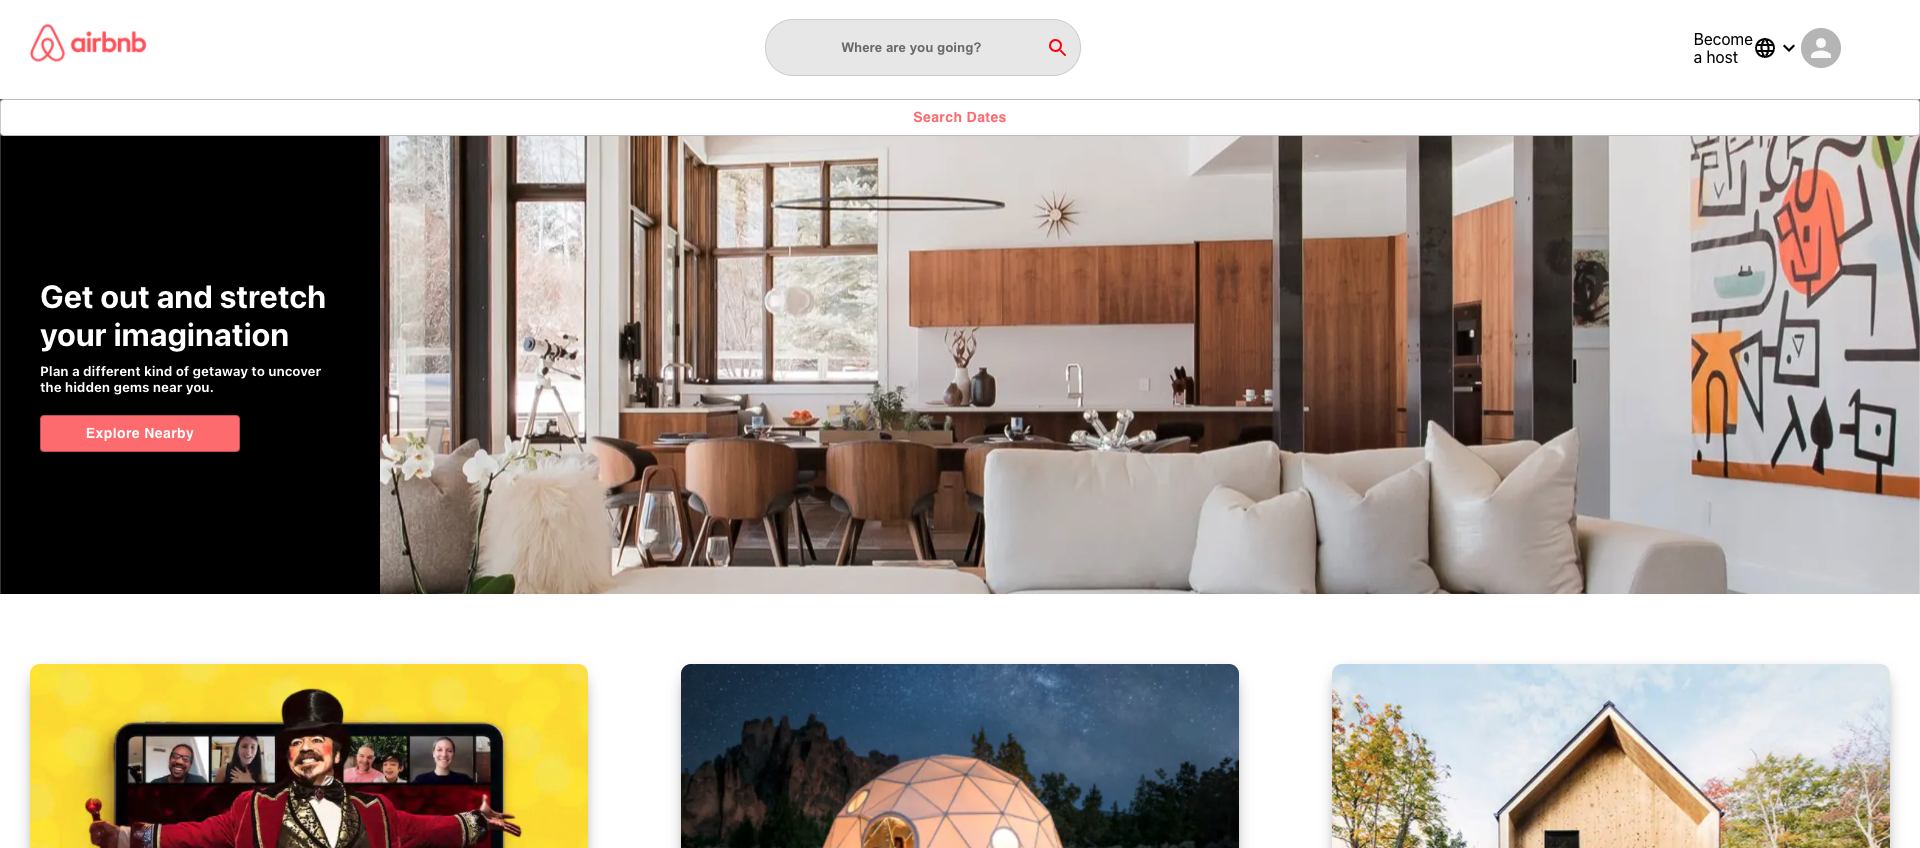 airbnb
Where are you going?
Become
a host
Search Dates
Get out and stretch
your imagination
Plan a different kind of getaway to uncover
the hidden gems near you.
Explore Nearby